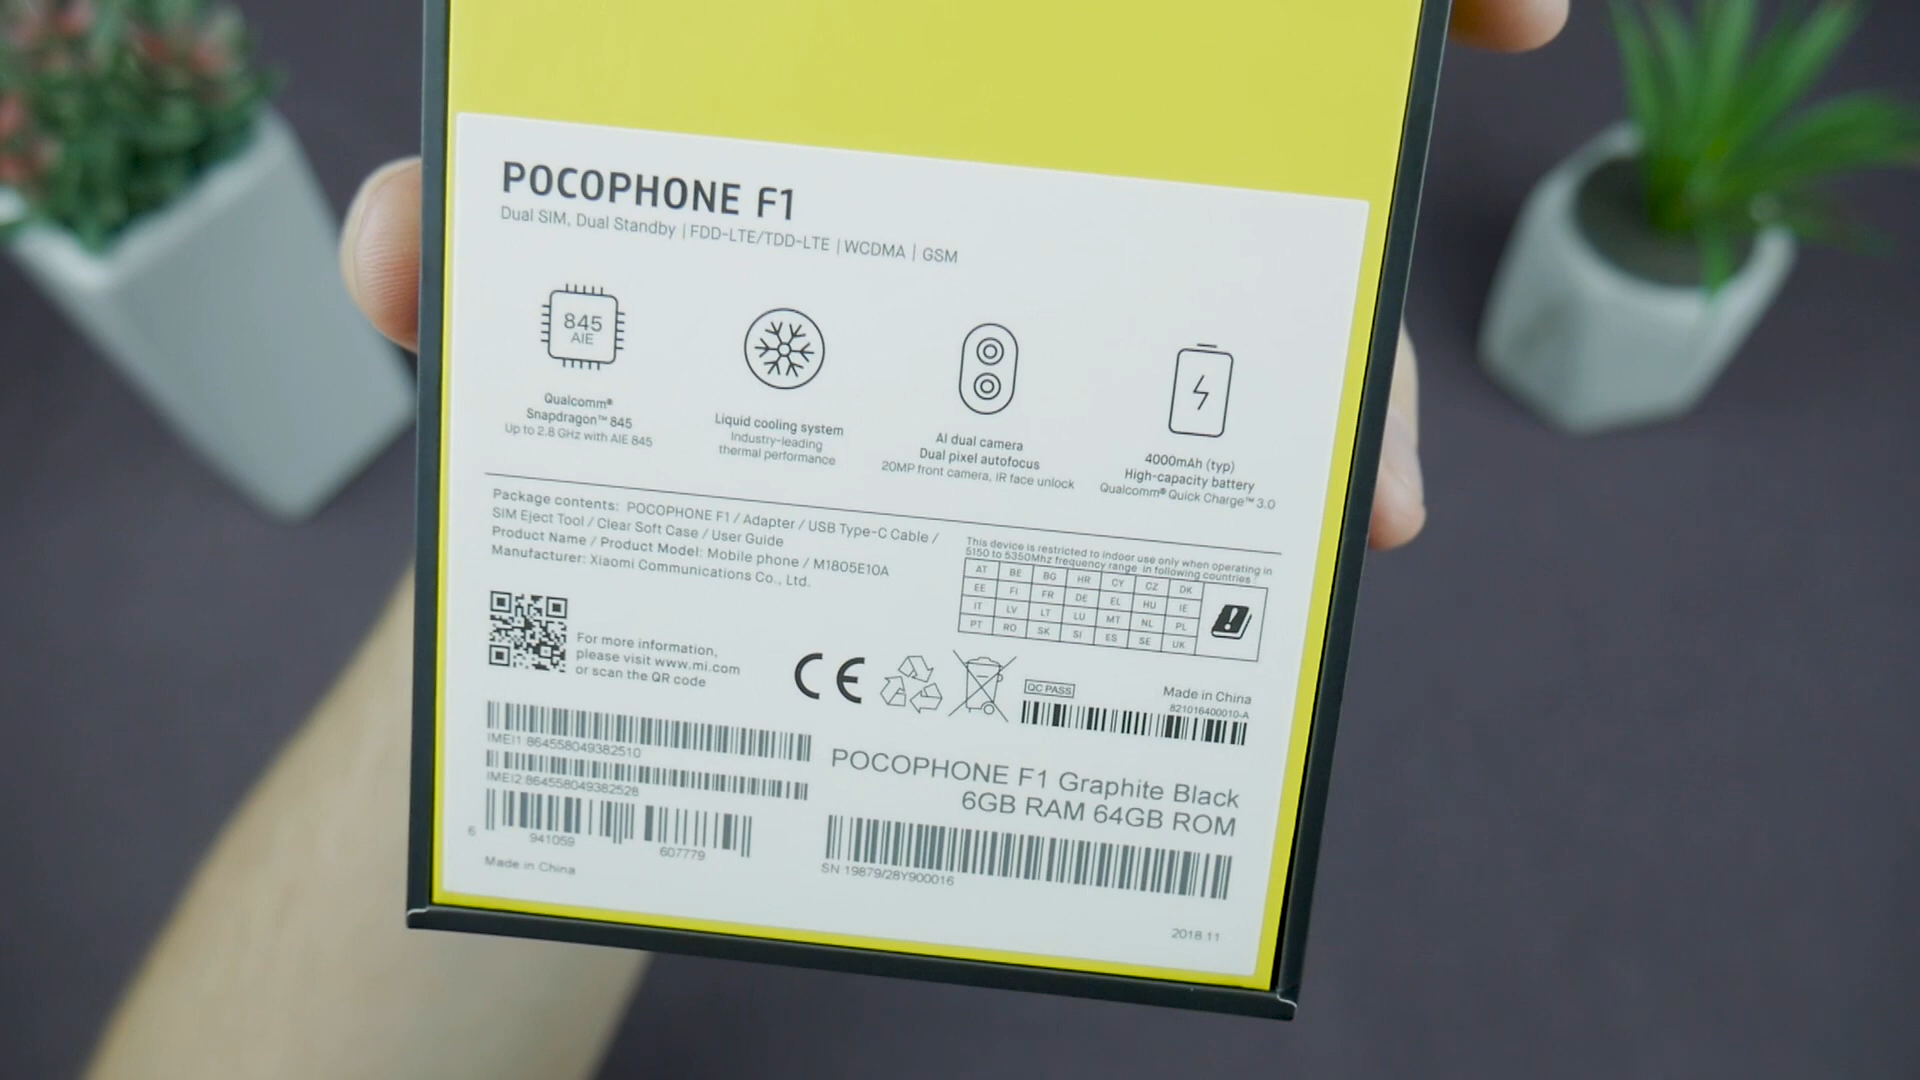 POCOPHONE F1
Dual SIM, Dual Standby | FDD-LTE/TDD-LTE | WCDMA | GSM
845
AIE
Qualcomm®
Snapdragon™ 845
Up to 2.8 GHz with AIE 845
Liquid cooling system
Industry-leading
thermal performance
AI dual camera
Dual pixel autofocus
20MP front camera, IR face unlock
4000mAh (typ)
High-capacity battery
Qualcomm® Quick Charge™ 3.0
Package contents: POCOPHONE F1 / Adapter / USB Type-C Cable /
SIM Eject Tool / Clear Soft Case / User Guide
Product Name / Product Model: Mobile phone / M1805E10A
Manufacturer: Xiaomi Communications Co., Ltd.
This device is restricted to indoor use only when operating in
5150 to 5350Mhz frequency range in following countries:
AT BE BG HR CY CZ DK
EE FI FR DE EL HU IE
IT LV LT LU MT NL PL
PT RO SK SI ES SE UK
For more information,
please visit www.mi.com
or scan the QR code
CE
QC PASS
Made in China
821016400010-A
IMEI1 864558049382510
IMEI2 864558049382528
6 941059 607779
Made in China
POCOPHONE F1 Graphite Black
6GB RAM 64GB ROM
SN 19879/28Y900016
2018.11